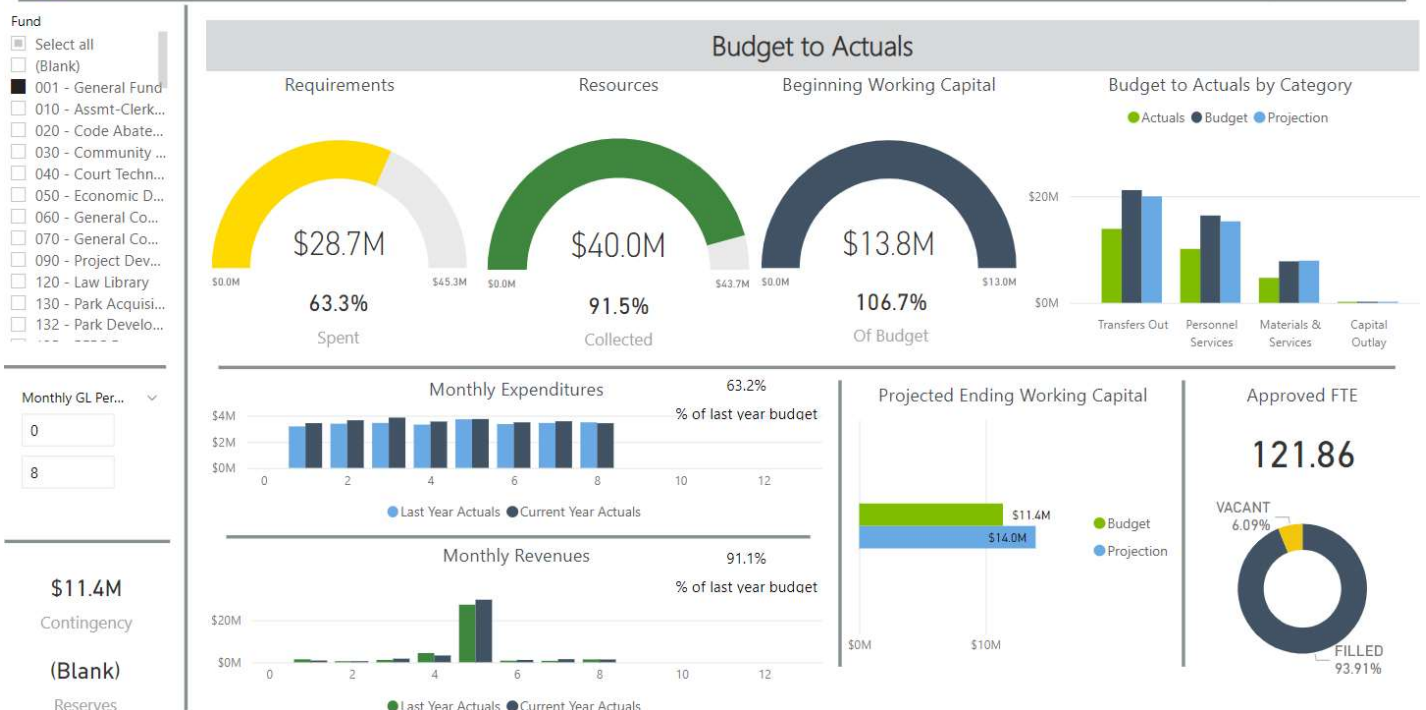 Fund
Select all
(Blank)
001 - General Fund
010 - Assmt-Clerk...
020 - Code Abate...
030 - Community ...
040 - Court Techn...
050 - Economic D...
060 - General Co...
070 - General Co...
090 - Project Dev...
120 - Law Library
130 - Park Acquisi...
132 - Park Develo...
Monthly GL Per...
0
8
$11.4M
Contingency
(Blank)
Reserves
Budget to Actuals
Requirements
$28.7M
$0.0M
$45.3M
63.3%
Spent
Resources
$40.0M
$0.0M
$43.7M
91.5%
Collected
Beginning Working Capital
$13.8M
$0.0M
$13.0M
106.7%
Of Budget
Budget to Actuals by Category
Actuals Budget Projection
$20M
$0M
Transfers Out
Personnel
Services
Materials &
Services
Capital
Outlay
Monthly Expenditures
63.2%
% of last year budget
$4M
$2M
$0M
0 2 4 6 8 10 12
Last Year Actuals Current Year Actuals
Monthly Revenues
91.1%
% of last year budget
$20M
$0M
0 2 4 6 8 10 12
Last Year Actuals Current Year Actuals
Projected Ending Working Capital
$11.4M
$14.0M
Budget
Projection
$0M
$10M
Approved FTE
121.86
VACANT
6.09%
FILLED
93.91%